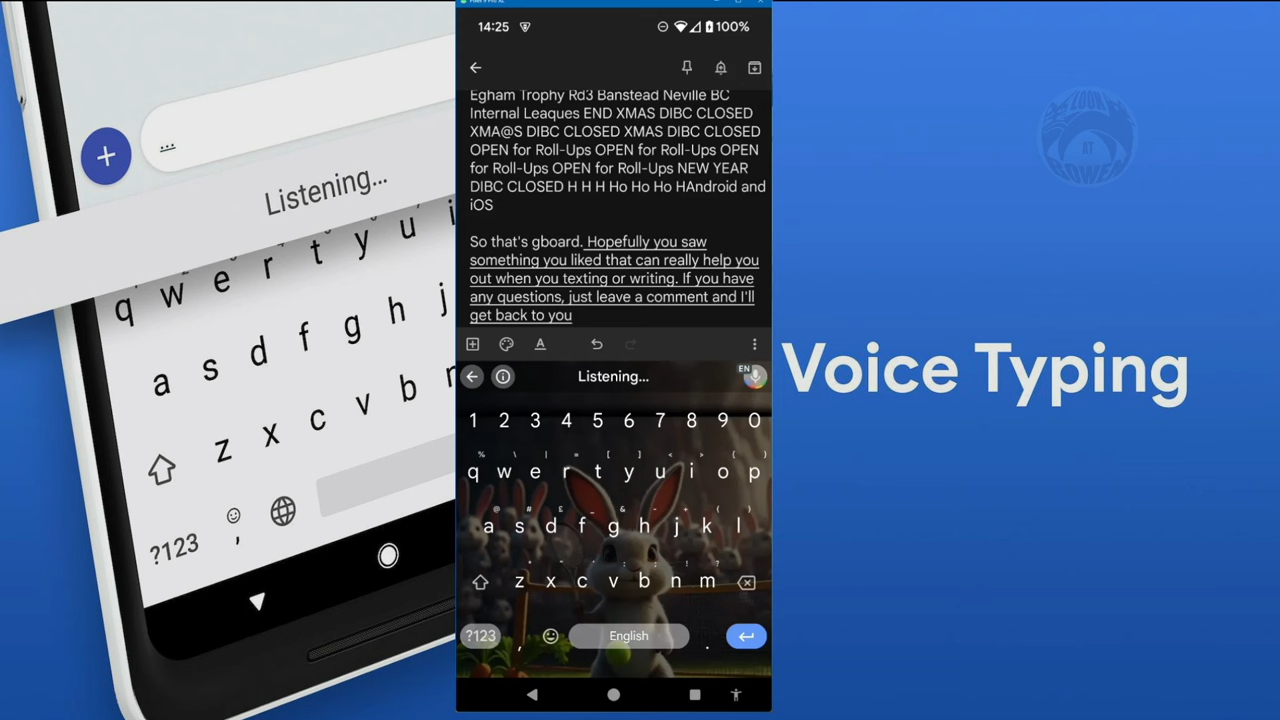 Listening...
q w e r t y u i
a s d f g h j
z x c v b
?123 ,
14:25 100%
Egham Trophy Rd3 Banstead Neville BC
Internal Leagues END XMAS DIBC CLOSED
XMA@S DIBC CLOSED XMAS DIBC CLOSED
OPEN for Roll-Ups OPEN for Roll-Ups OPEN
for Roll-Ups OPEN for Roll-Ups NEW YEAR
DIBC CLOSED H H H Ho Ho Ho HAndroid and
iOS
So that's gboard. Hopefully you saw
something you liked that can really help you
out when you texting or writing. If you have
any questions, just leave a comment and I'll
get back to you
Listening...
EN
1 2 3 4 5 6 7 8 9 0
% \ | = [ ] < > { }
q w e r t y u i o p
@ # £ _ & - + ( )
a s d f g h j k l
* " ' : ; ! ?
z x c v b n m
?123 , English .
Voice Typing
LOOK
AT
BOWEN